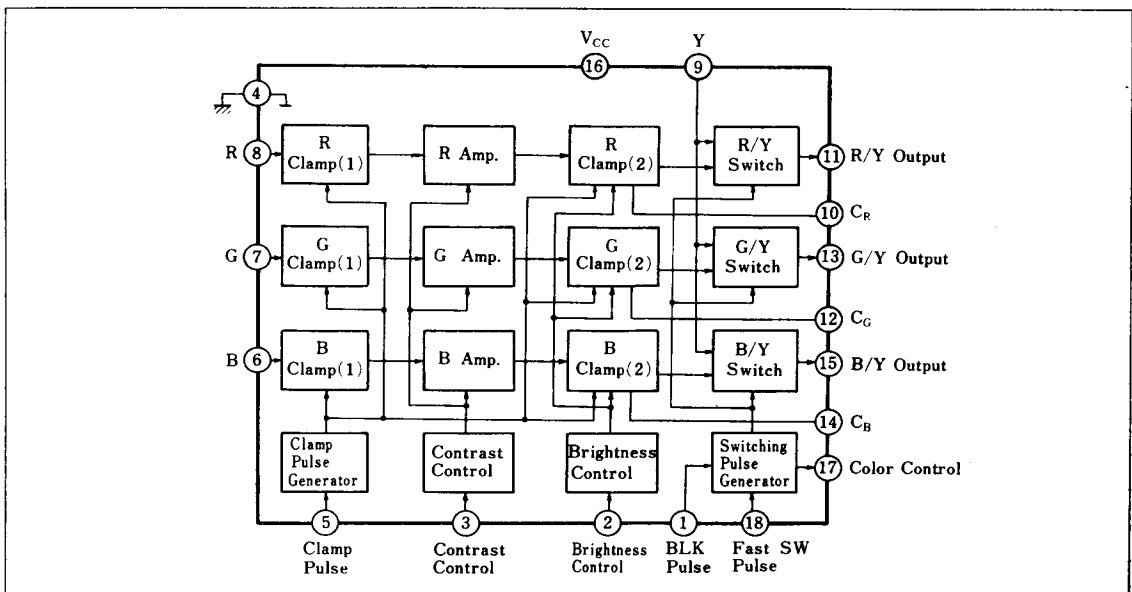 V_CC
Y
16
9
4
R
8
R
Clamp(1)
R Amp.
R
Clamp(2)
R/Y
Switch
11
R/Y Output
10
C_R
G
7
G
Clamp(1)
G Amp.
G
Clamp(2)
G/Y
Switch
13
G/Y Output
12
C_G
B
6
B
Clamp(1)
B Amp.
B
Clamp(2)
B/Y
Switch
15
B/Y Output
14
C_B
Clamp
Pulse
Generator
Contrast
Control
Brightness
Control
Switching
Pulse
Generator
17
Color Control
5
3
2
1
18
Clamp
Pulse
Contrast
Control
Brightness
Control
BLK
Pulse
Fast SW
Pulse